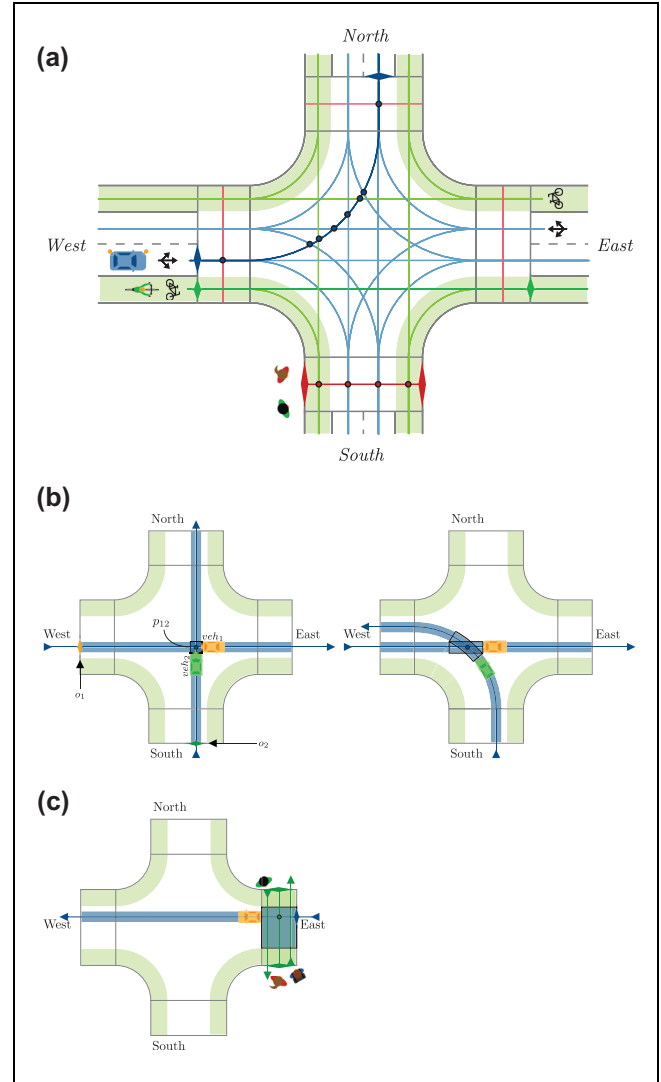 (a)
North
West
East
South
(b)
North
North
p₁₂
veh₁
West
East
West
East
veh₂
o₁
South
o₂
South
(c)
North
West
East
South